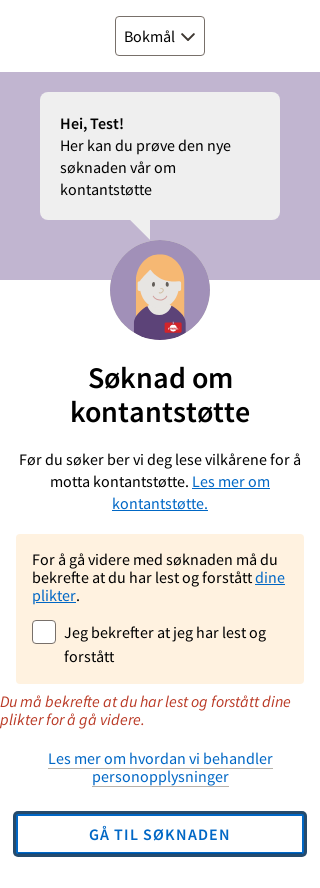 Bokmål
Hei, Test!
Her kan du prøve den nye
søknaden vår om
kontantstøtte
Søknad om
kontantstøtte
Før du søker ber vi deg lese vilkårene for å
motta kontantstøtte. Les mer om
kontantstøtte.
For å gå videre med søknaden må du
bekrefte at du har lest og forstått dine
plikter.
Jeg bekrefter at jeg har lest og
forstått
Du må bekrefte at du har lest og forstått dine
plikter for å gå videre.
Les mer om hvordan vi behandler
personopplysninger
GÅ TIL SØKNADEN